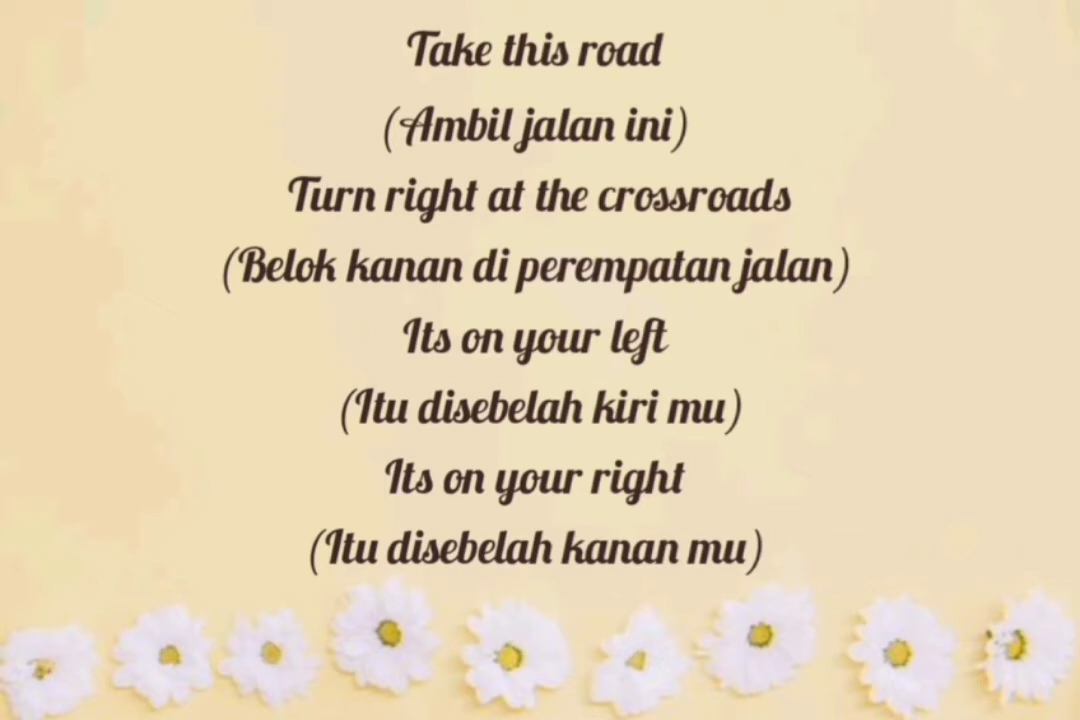 Take this road
(Ambil jalan ini)
Turn right at the crossroads
(Belok kanan di perempatan jalan)
Its on your left
(Itu disebelah kiri mu)
Its on your right
(Itu disebelah kanan mu)